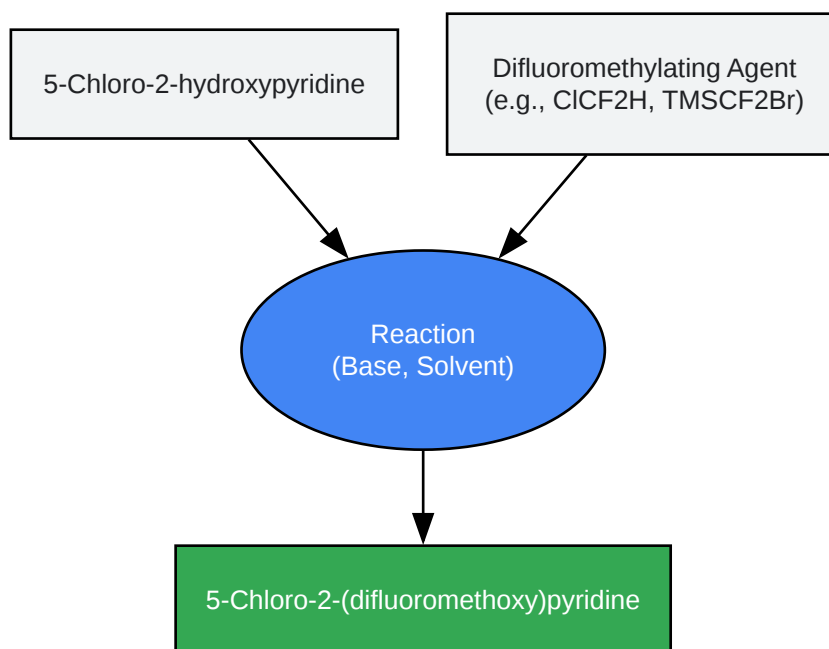 5-Chloro-2-hydroxypyridine
Difluoromethylating Agent
(e.g., ClCF2H, TMSCF2Br)
Reaction
(Base, Solvent)
5-Chloro-2-(difluoromethoxy)pyridine